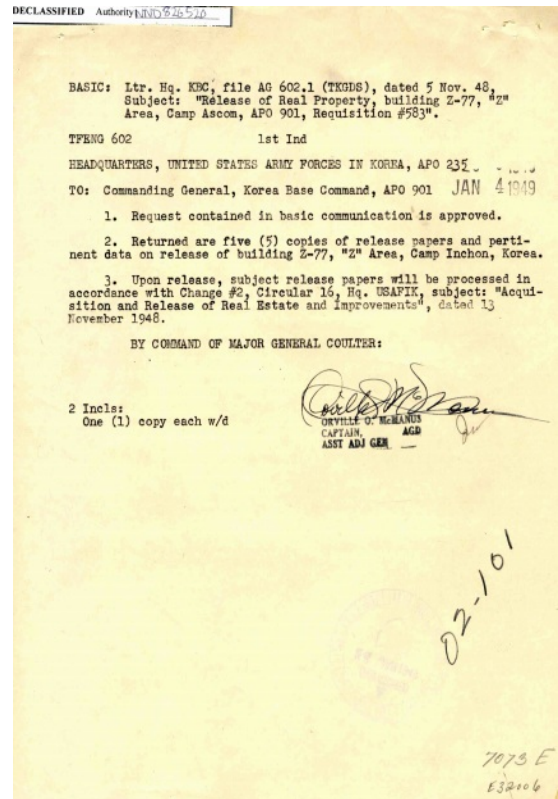 DECLASSIFIED Authority NND 826520
BASIC: Ltr. Hq. KBC, file AG 602.1 (TKGDS), dated 5 Nov. 48,
Subject: "Release of Real Property, building Z-77, "Z"
Area, Camp Ascom, APO 901, Requisition #583".
TFENG 602 1st Ind
HEADQUARTERS, UNITED STATES ARMY FORCES IN KOREA, APO 235
TO: Commanding General, Korea Base Command, APO 901 JAN 4 1949
1. Request contained in basic communication is approved.
2. Returned are five (5) copies of release papers and perti-
nent data on release of building Z-77, "Z" Area, Camp Inchon, Korea.
3. Upon release, subject release papers will be processed in
accordance with Change #2, Circular 16, Hq. USAFIK, subject: "Acqui-
sition and Release of Real Estate and Improvements", dated 13
November 1948.
BY COMMAND OF MAJOR GENERAL COULTER:
2 Incls:
One (1) copy each w/d
ORVILLE O. McMANUS
CAPTAIN, AGD
ASST ADJ GEN
02-101
7073 E
E32006